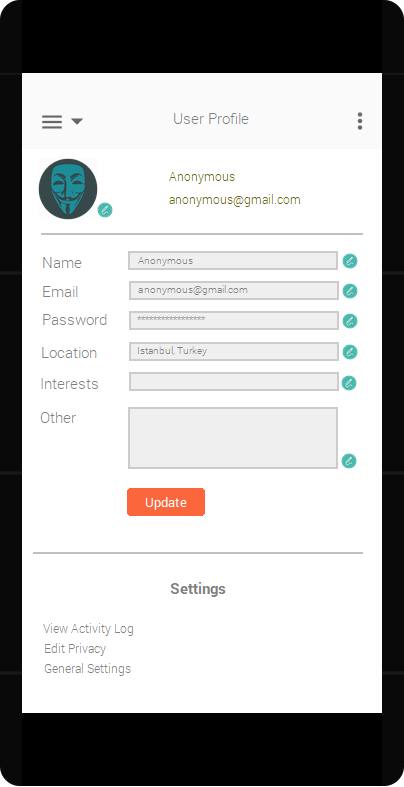 User Profile
Anonymous
anonymous@gmail.com
Name Anonymous
Email anonymous@gmail.com
Password ****************
Location Istanbul, Turkey
Interests
Other
Update
Settings
View Activity Log
Edit Privacy
General Settings